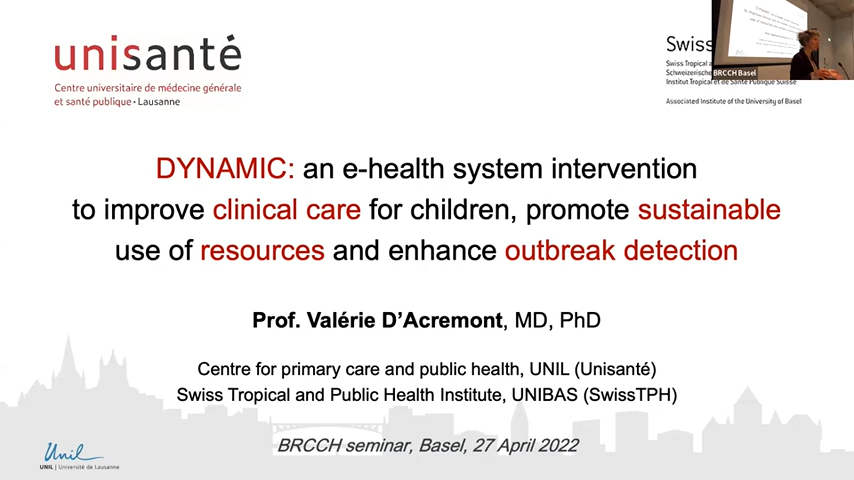 unisanté
Centre universitaire de médecine générale
et santé publique • Lausanne
Swiss
Swiss Tropical a
Schweizerisches
Institut Tropical et de Santé Publique Suisse
Associated Institute of the University of Basel
BRCCH Basel
DYNAMIC: an e-health system intervention
to improve clinical care for children, promote sustainable
use of resources and enhance outbreak detection
Prof. Valérie D’Acremont, MD, PhD
Centre for primary care and public health, UNIL (Unisanté)
Swiss Tropical and Public Health Institute, UNIBAS (SwissTPH)
BRCCH seminar, Basel, 27 April 2022
Unil
UNIL | Université de Lausanne